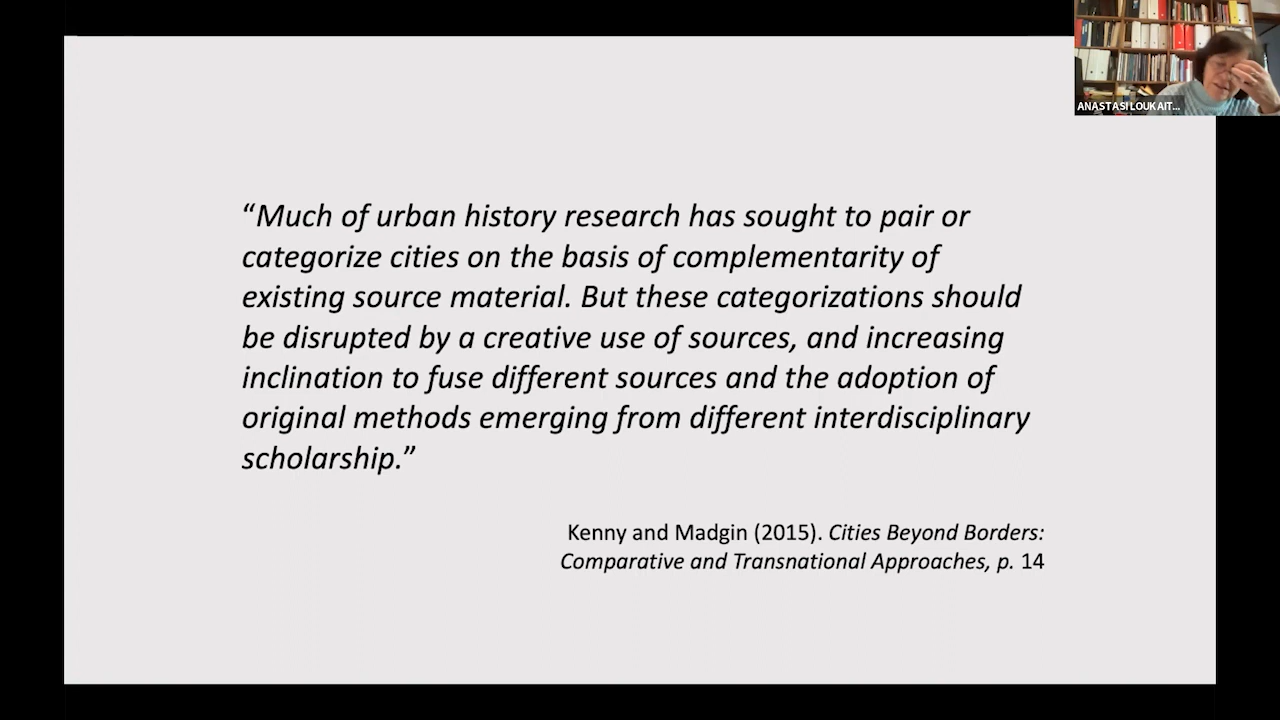 ANASTASI LOUKAIT...
“Much of urban history research has sought to pair or
categorize cities on the basis of complementarity of
existing source material. But these categorizations should
be disrupted by a creative use of sources, and increasing
inclination to fuse different sources and the adoption of
original methods emerging from different interdisciplinary
scholarship.”
Kenny and Madgin (2015). Cities Beyond Borders:
Comparative and Transnational Approaches, p. 14